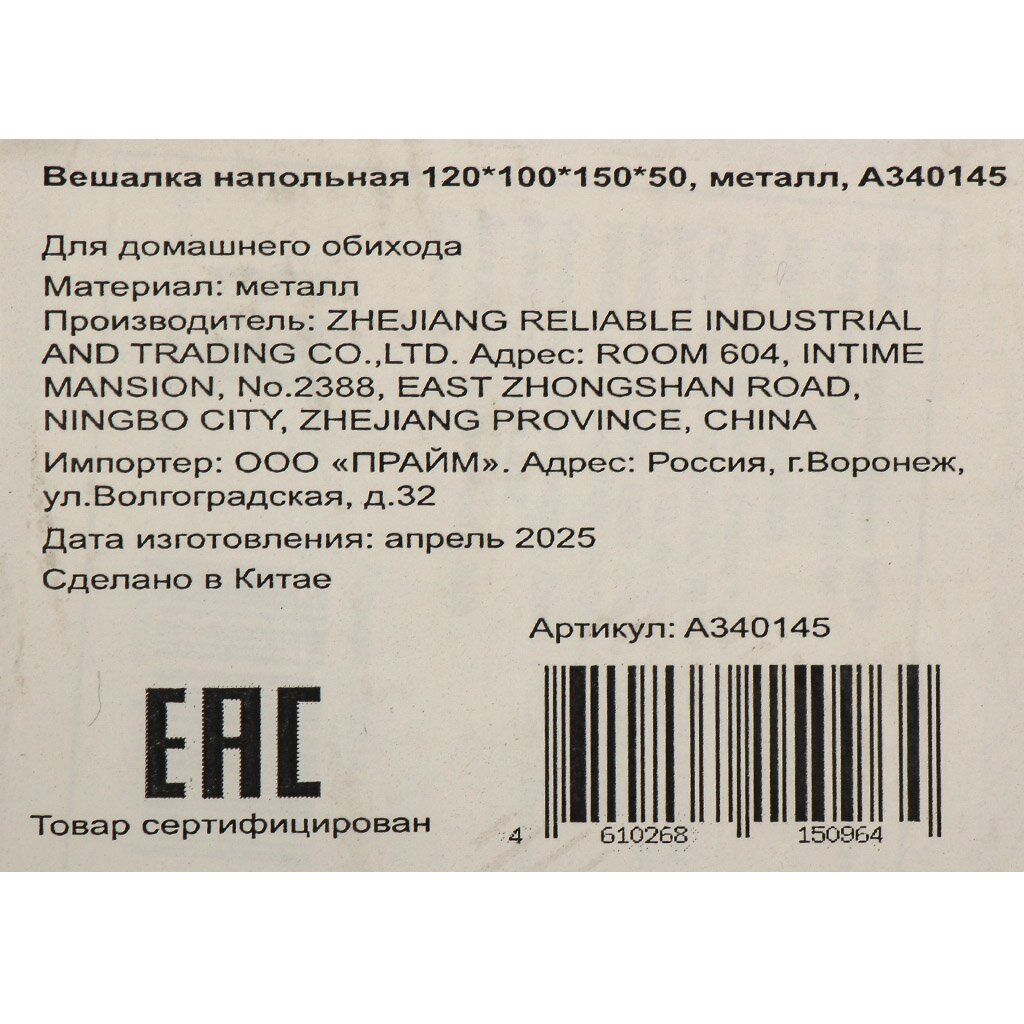 Вешалка напольная 120*100*150*50, металл, А340145
Для домашнего обихода
Материал: металл
Производитель: ZHEJIANG RELIABLE INDUSTRIAL
AND TRADING CO.,LTD. Адрес: ROOM 604, INTIME
MANSION, No.2388, EAST ZHONGSHAN ROAD,
NINGBO CITY, ZHEJIANG PROVINCE, CHINA
Импортер: ООО «ПРАЙМ». Адрес: Россия, г.Воронеж,
ул.Волгоградская, д.32
Дата изготовления: апрель 2025
Сделано в Китае
Артикул: А340145
EAC
Товар сертифицирован
4 610268 150964